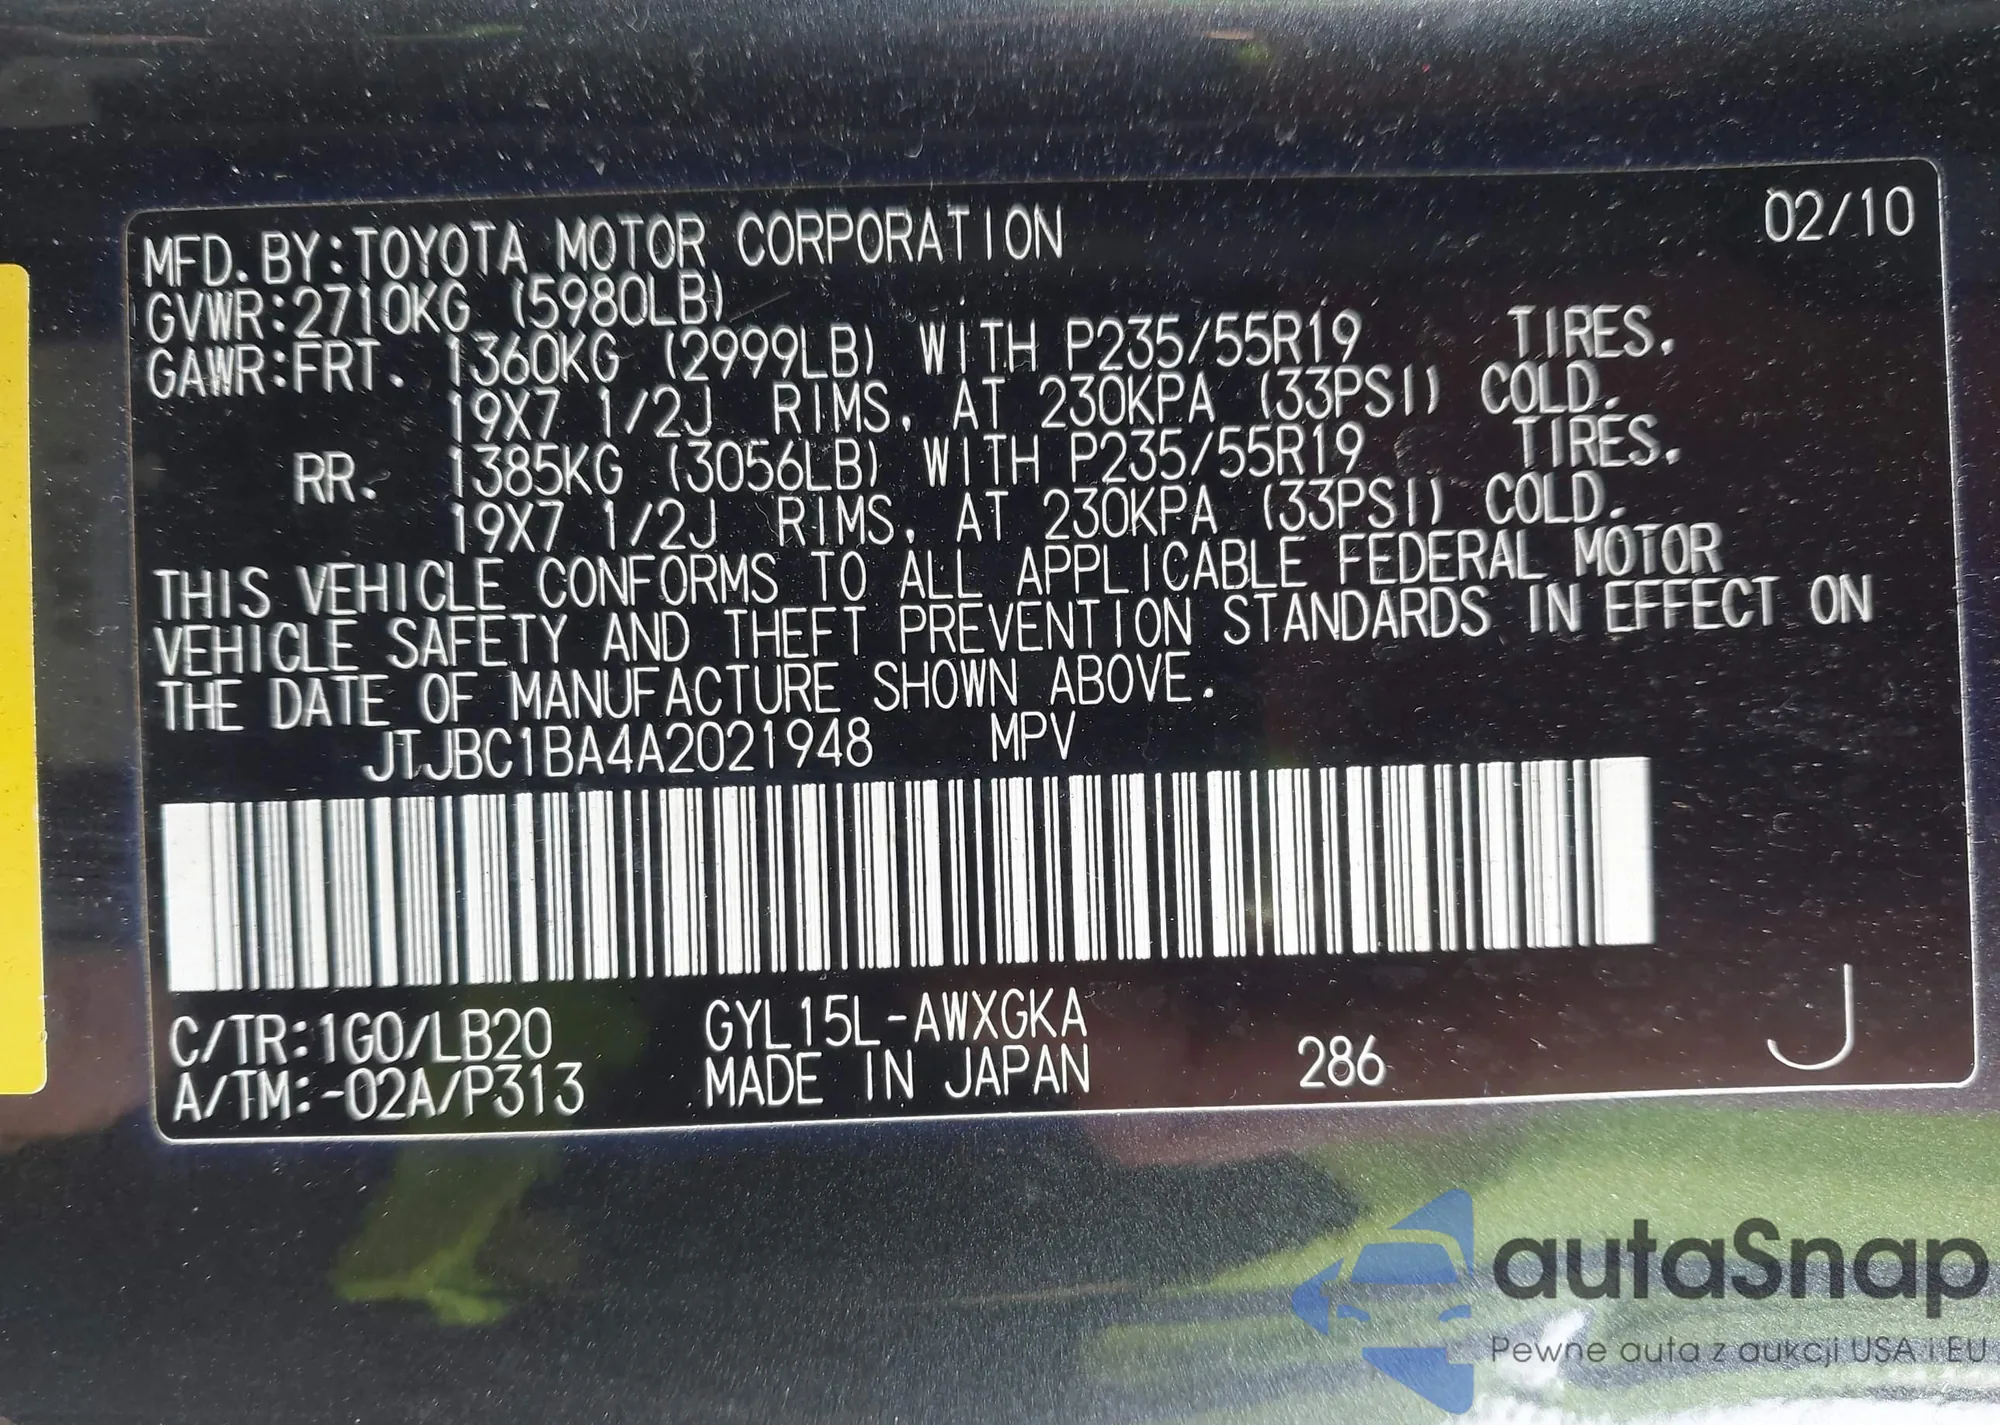 02/10
MFD. BY: TOYOTA MOTOR CORPORATION
GVWR: 2710KG (5980LB)
GAWR: FRT. 1360KG (2999LB) WITH P235/55R19 TIRES.
19X7 1/2J RIMS, AT 230KPA (33PSI) COLD.
RR. 1385KG (3056LB) WITH P235/55R19 TIRES.
19X7 1/2J RIMS, AT 230KPA (33PSI) COLD.
THIS VEHICLE CONFORMS TO ALL APPLICABLE FEDERAL MOTOR
VEHICLE SAFETY AND THEFT PREVENTION STANDARDS IN EFFECT ON
THE DATE OF MANUFACTURE SHOWN ABOVE.
JTJBC1BA4A2021948 MPV
C/TR: 1G0/LB20 GYL15L-AWXGKA
A/TM: -02A/P313 MADE IN JAPAN 286 J
autaSnap
Pewne auta z aukcji USA i EU